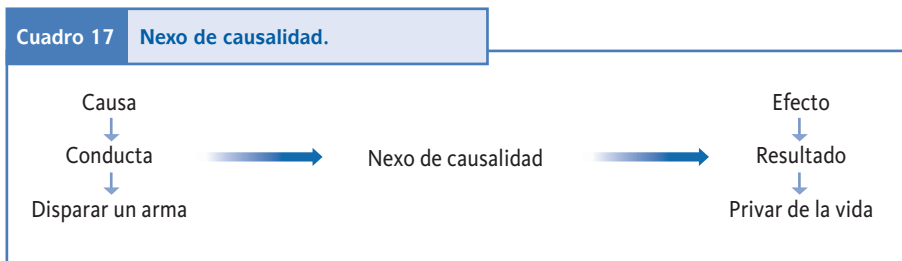 Cuadro 17 Nexo de causalidad.
Causa Efecto
Conducta Nexo de causalidad Resultado
Disparar un arma Privar de la vida